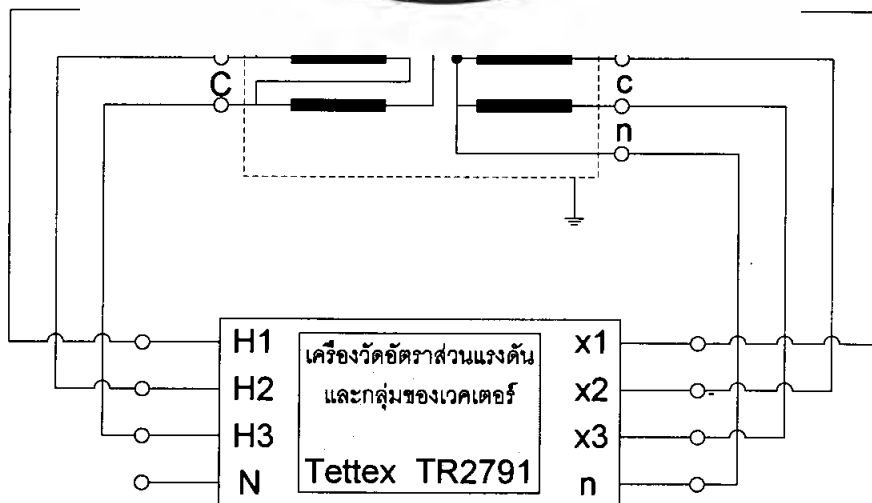 C
c
n
H1
H2
H3
N
เครื่องวัดอัตราส่วนแรงดัน
และกลุ่มของเวคเตอร์
Tettex TR2791
x1
x2
x3
n